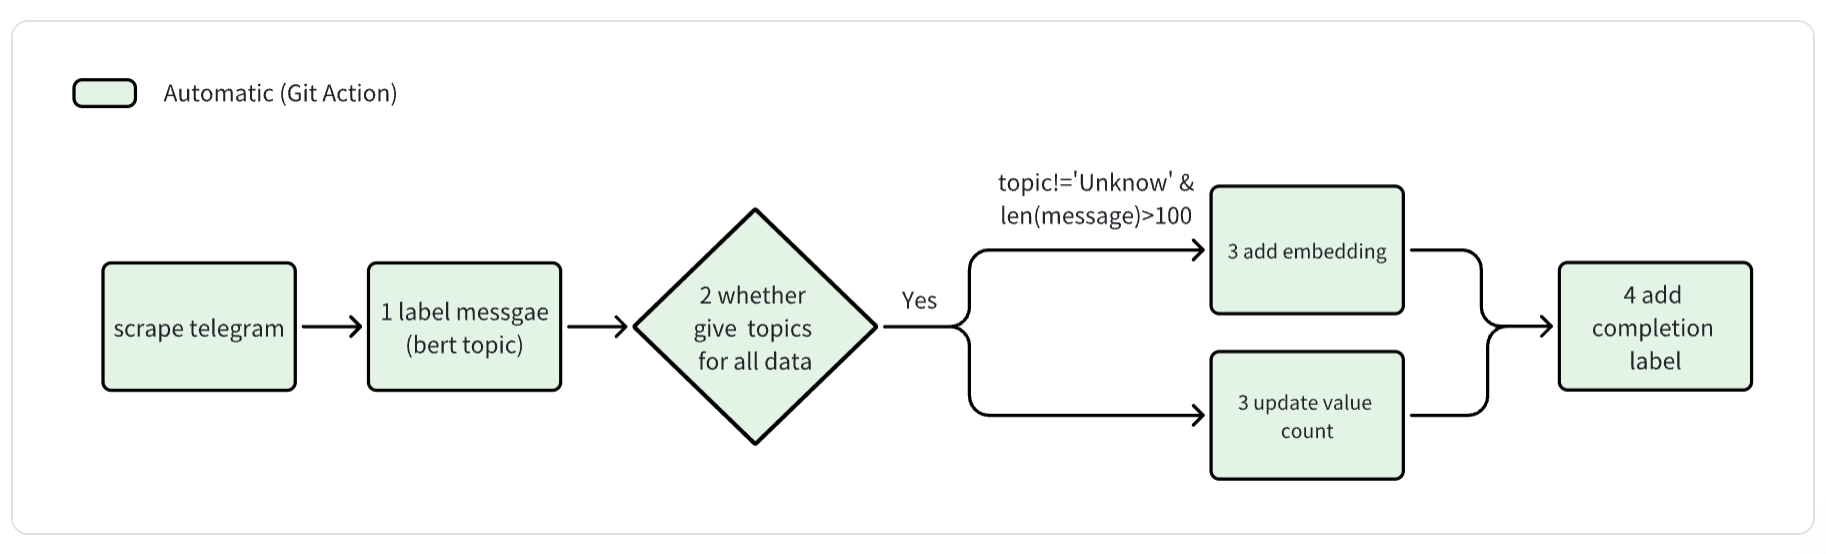 Automatic (Git Action)
scrape telegram
1 label messgae
(bert topic)
2 whether
give topics
for all data
Yes
topic!='Unknow' &
len(message)>100
3 add embedding
3 update value
count
4 add
completion
label